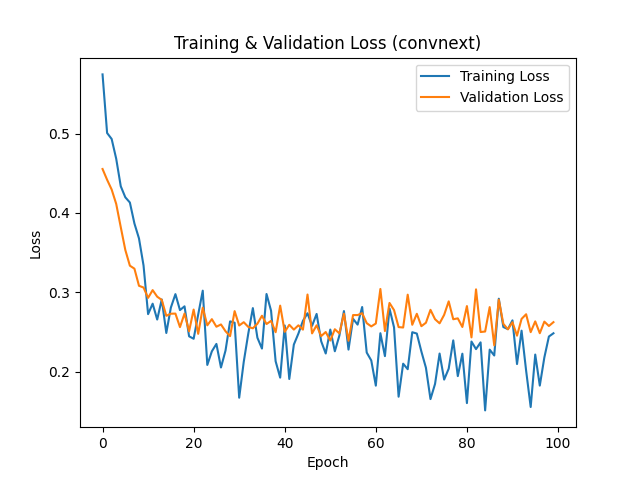 Training & Validation Loss (convnext)
Training Loss
Validation Loss
Loss
0.5
0.4
0.3
0.2
0 20 40 60 80 100
Epoch